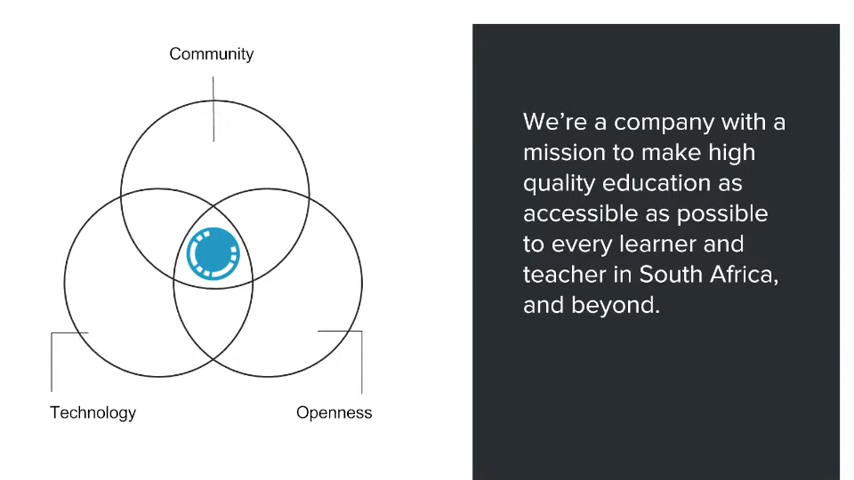 Community
Technology
Openness
We’re a company with a
mission to make high
quality education as
accessible as possible
to every learner and
teacher in South Africa,
and beyond.